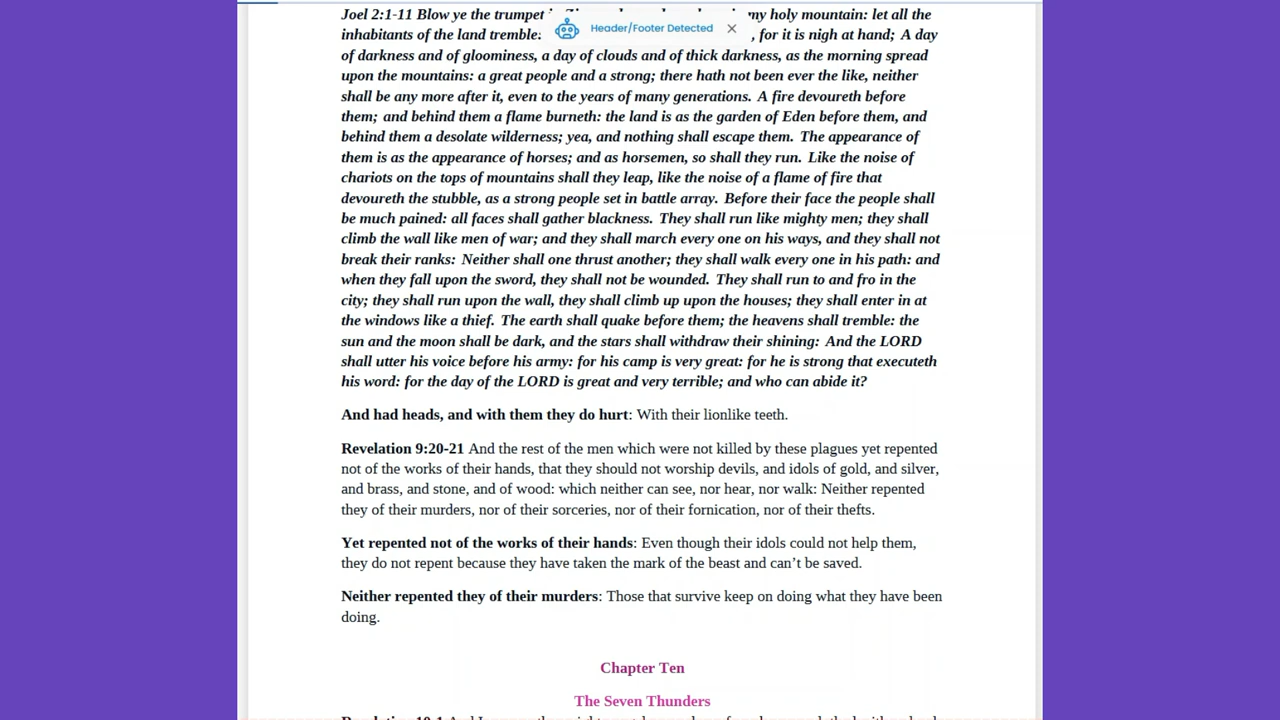 Joel 2:1-11 Blow ye the trumpet my holy mountain: let all the
Header/Footer Detected
inhabitants of the land tremble: , for it is nigh at hand; A day
of darkness and of gloominess, a day of clouds and of thick darkness, as the morning spread
upon the mountains: a great people and a strong; there hath not been ever the like, neither
shall be any more after it, even to the years of many generations. A fire devoureth before
them; and behind them a flame burneth: the land is as the garden of Eden before them, and
behind them a desolate wilderness; yea, and nothing shall escape them. The appearance of
them is as the appearance of horses; and as horsemen, so shall they run. Like the noise of
chariots on the tops of mountains shall they leap, like the noise of a flame of fire that
devoureth the stubble, as a strong people set in battle array. Before their face the people shall
be much pained: all faces shall gather blackness. They shall run like mighty men; they shall
climb the wall like men of war; and they shall march every one on his ways, and they shall not
break their ranks: Neither shall one thrust another; they shall walk every one in his path: and
when they fall upon the sword, they shall not be wounded. They shall run to and fro in the
city; they shall run upon the wall, they shall climb up upon the houses; they shall enter in at
the windows like a thief. The earth shall quake before them; the heavens shall tremble: the
sun and the moon shall be dark, and the stars shall withdraw their shining: And the LORD
shall utter his voice before his army: for his camp is very great: for he is strong that executeth
his word: for the day of the LORD is great and very terrible; and who can abide it?
And had heads, and with them they do hurt: With their lionlike teeth.
Revelation 9:20-21 And the rest of the men which were not killed by these plagues yet repented
not of the works of their hands, that they should not worship devils, and idols of gold, and silver,
and brass, and stone, and of wood: which neither can see, nor hear, nor walk: Neither repented
they of their murders, nor of their sorceries, nor of their fornication, nor of their thefts.
Yet repented not of the works of their hands: Even though their idols could not help them,
they do not repent because they have taken the mark of the beast and can’t be saved.
Neither repented they of their murders: Those that survive keep on doing what they have been
doing.
Chapter Ten
The Seven Thunders